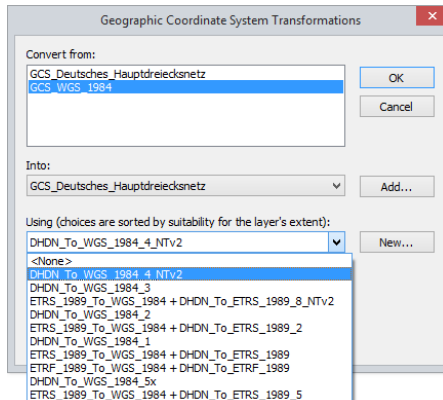 Geographic Coordinate System Transformations
Convert from:
GCS_Deutsches_Hauptdreiecksnetz
GCS_WGS_1984
OK
Cancel
Into:
GCS_Deutsches_Hauptdreiecksnetz
Add...
Using (choices are sorted by suitability for the layer's extent):
DHDN_To_WGS_1984_4_NTv2
New...
<None>
DHDN_To_WGS_1984_4_NTv2
DHDN_To_WGS_1984_3
ETRS_1989_To_WGS_1984 + DHDN_To_ETRS_1989_8_NTv2
DHDN_To_WGS_1984_2
ETRS_1989_To_WGS_1984 + DHDN_To_ETRS_1989_2
DHDN_To_WGS_1984_1
ETRS_1989_To_WGS_1984 + DHDN_To_ETRS_1989
ETRF_1989_To_WGS_1984 + DHDN_To_ETRF_1989
DHDN_To_WGS_1984_5x
ETRS_1989_To_WGS_1984 + DHDN_To_ETRS_1989_5